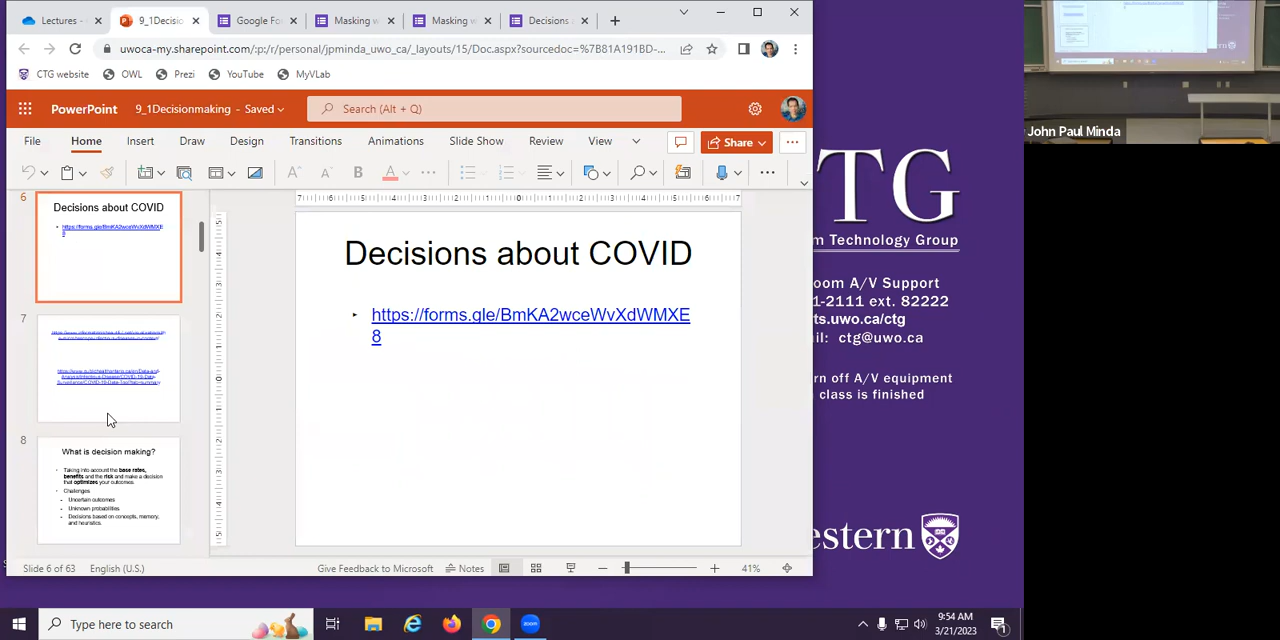 Lectures -
9_1Decision
Google Fo
Masking w
Masking w
Decisions a
uwoca-my.sharepoint.com/:p:/r/personal/jpminda_uwo_ca/_layouts/15/Doc.aspx?sourcedoc=%7B81A191BD-...
CTG website
OWL
Prezi
YouTube
MyVLab
PowerPoint
9_1Decisionmaking - Saved
Search (Alt + Q)
File
Home
Insert
Draw
Design
Transitions
Animations
Slide Show
Review
View
Share
6
Decisions about COVID
7
8
What is decision making?
Taking into account the base rates,
benefits and the risk and make a decision
that optimizes your outcomes.
Challenges
Uncertain outcomes
Unknown probabilities
Decisions based on concepts, memory,
and heuristics.
Decisions about COVID
https://forms.gle/BmKA2wceWvXdWMXE
8
Slide 6 of 63
English (U.S.)
Give Feedback to Microsoft
Notes
41%
TG
m Technology Group
oom A/V Support
1-2111 ext. 82222
ts.uwo.ca/ctg
il: ctg@uwo.ca
rn off A/V equipment
class is finished
estern
John Paul Minda
Type here to search
zoom
9:54 AM
3/21/2023
1